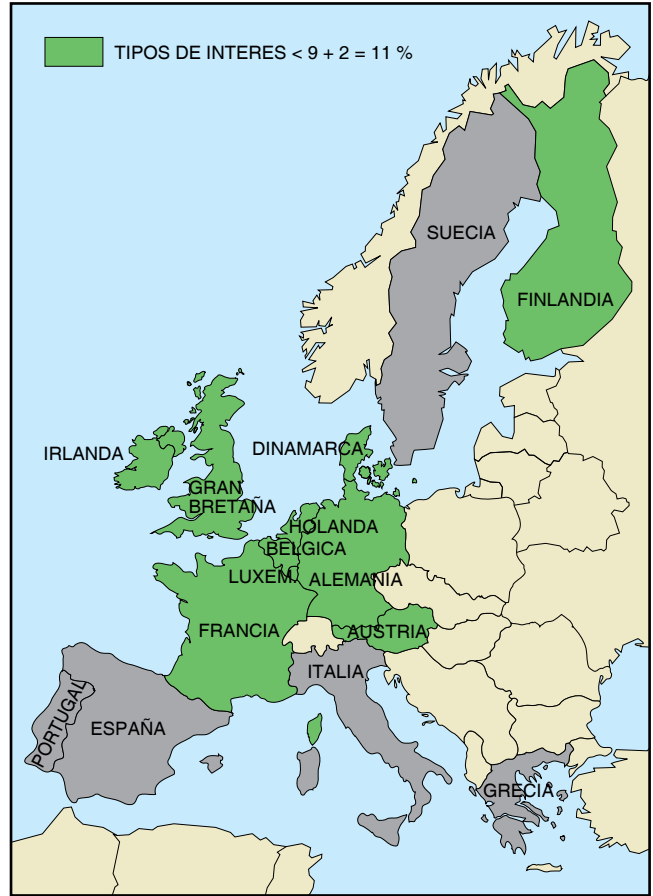 TIPOS DE INTERES < 9 + 2 = 11 %
SUECIA
FINLANDIA
IRLANDA
DINAMARCA
GRAN
BRETAÑA
HOLANDA
BELGICA
LUXEM.
ALEMANIA
FRANCIA
AUSTRIA
ITALIA
PORTUGAL
ESPAÑA
GRECIA